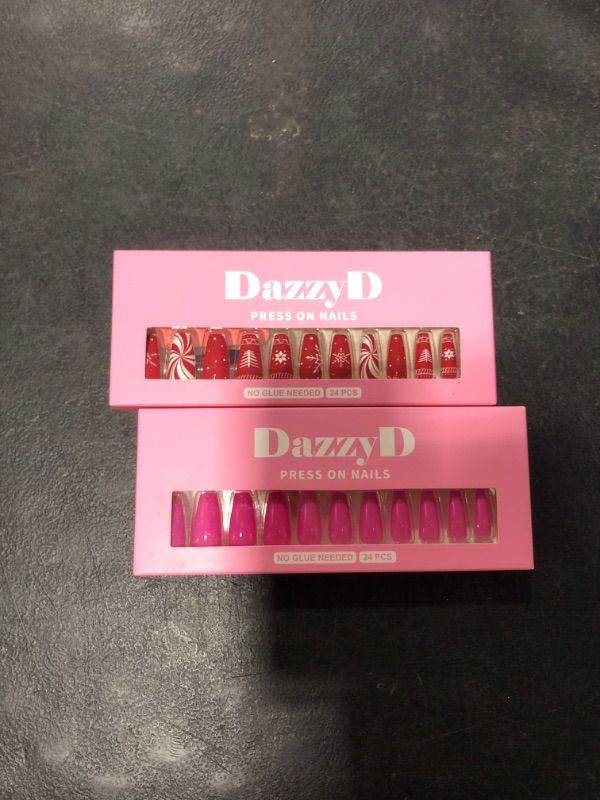 DazzyD
PRESS ON NAILS
NO GLUE NEEDED 24 PCS
DazzyD
PRESS ON NAILS
NO GLUE NEEDED 24 PCS